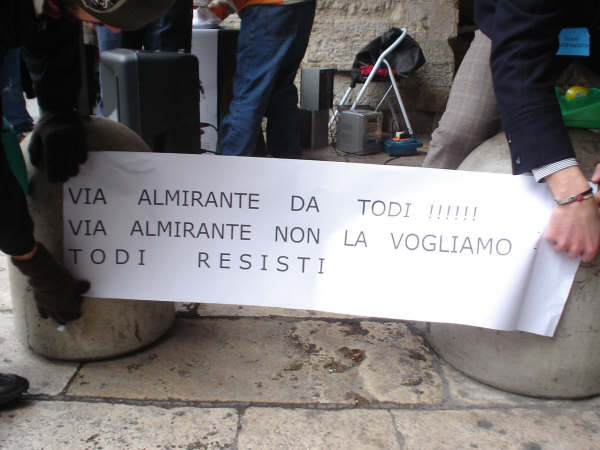 VIA ALMIRANTE DA TODI !!!!!!
VIA ALMIRANTE NON LA VOGLIAMO
TODI RESISTI